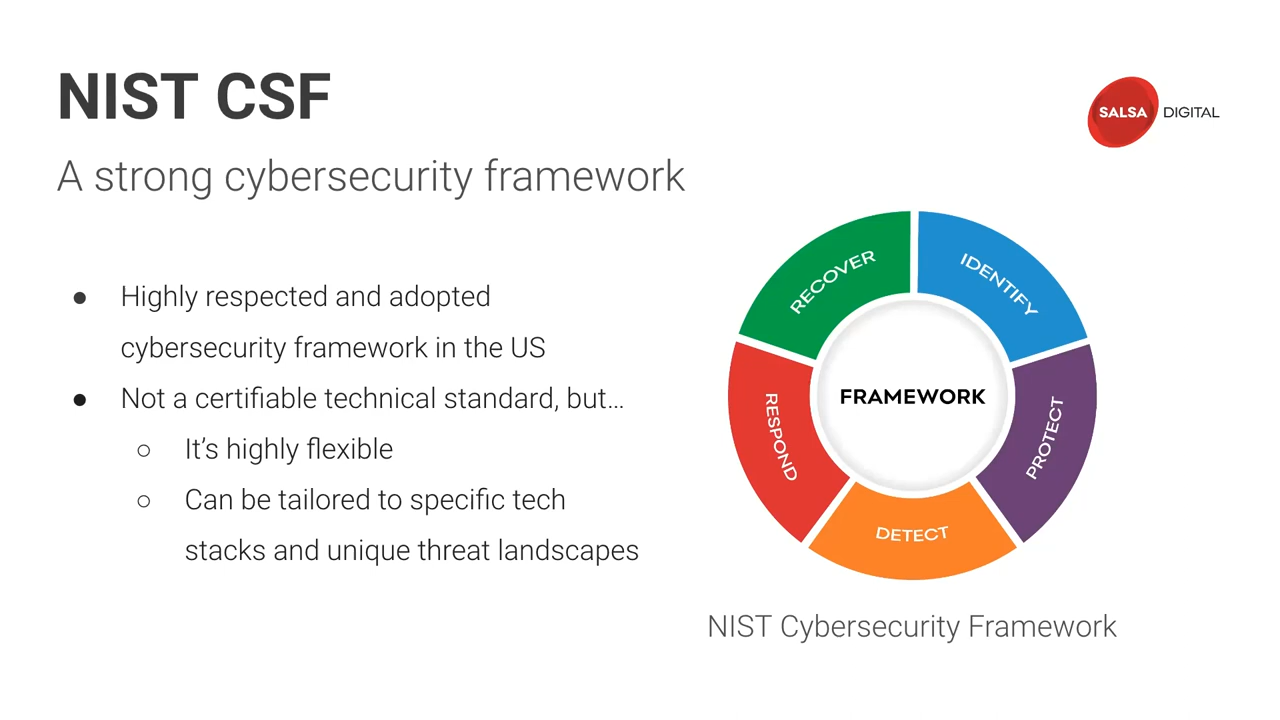 NIST CSF
SALSA DIGITAL
A strong cybersecurity framework
● Highly respected and adopted
cybersecurity framework in the US
● Not a certifiable technical standard, but...
○ It's highly flexible
○ Can be tailored to specific tech
stacks and unique threat landscapes
IDENTIFY
PROTECT
DETECT
RESPOND
RECOVER
FRAMEWORK
NIST Cybersecurity Framework